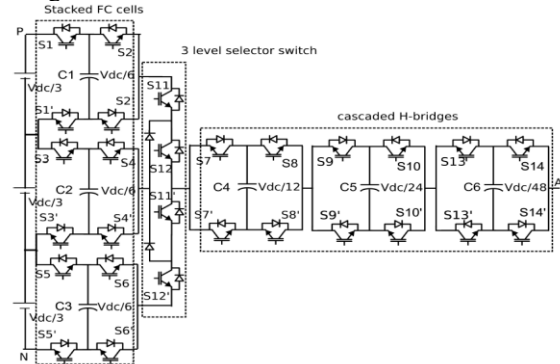 Stacked FC cells
P
S1
S2
3 level selector switch
Vdc/3
C1
Vdc/6
S11
S1'
S2
cascaded H-bridges
S3
S4
S12
S7
S8
S9
S10
S13'
S14
Vdc/3
C2
Vdc/6
S11'
C4
Vdc/12
C5
Vdc/24
C6
Vdc/48
A
S3'
S4'
S7'
S8'
S9'
S10'
S13'
S14'
S5
S6
S12'
C3
Vdc/6
Vdc/3
S5'
S6'
N